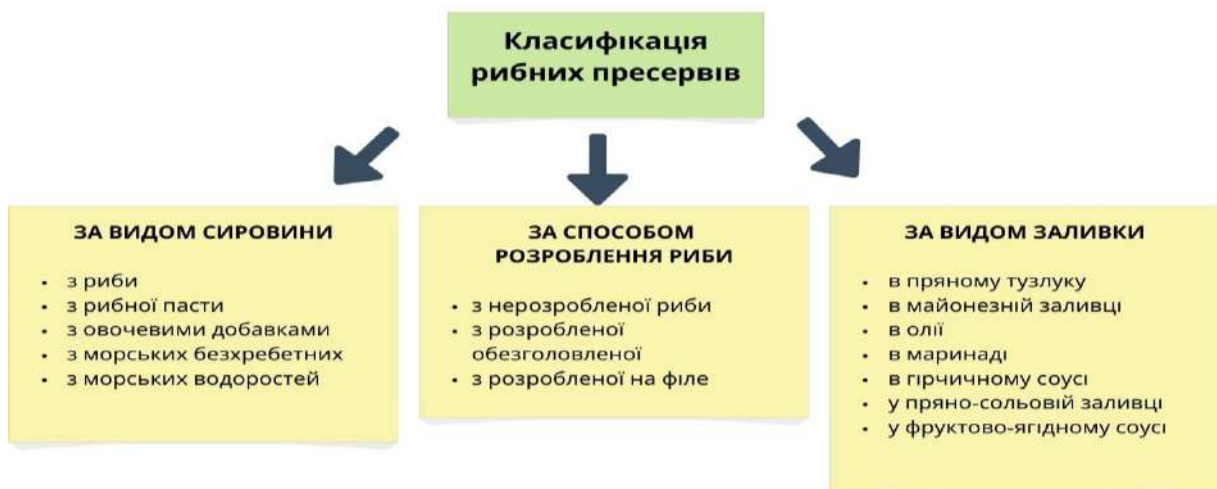 Класифікація
рибних пресервів
ЗА ВИДОМ СИРОВИНИ
• з риби
• з рибної пасти
• з овочевими добавками
• з морських безхребетних
• з морських водоростей
ЗА СПОСОБОМ
РОЗРОБЛЕННЯ РИБИ
• з нерозробленої риби
• з розробленої
обезголовленої
• з розробленої на філе
ЗА ВИДОМ ЗАЛИВКИ
• в пряному тузлуку
• в майонезній заливці
• в олії
• в маринаді
• в гірчичному соусі
• у пряно-сольовій заливці
• у фруктово-ягідному соусі